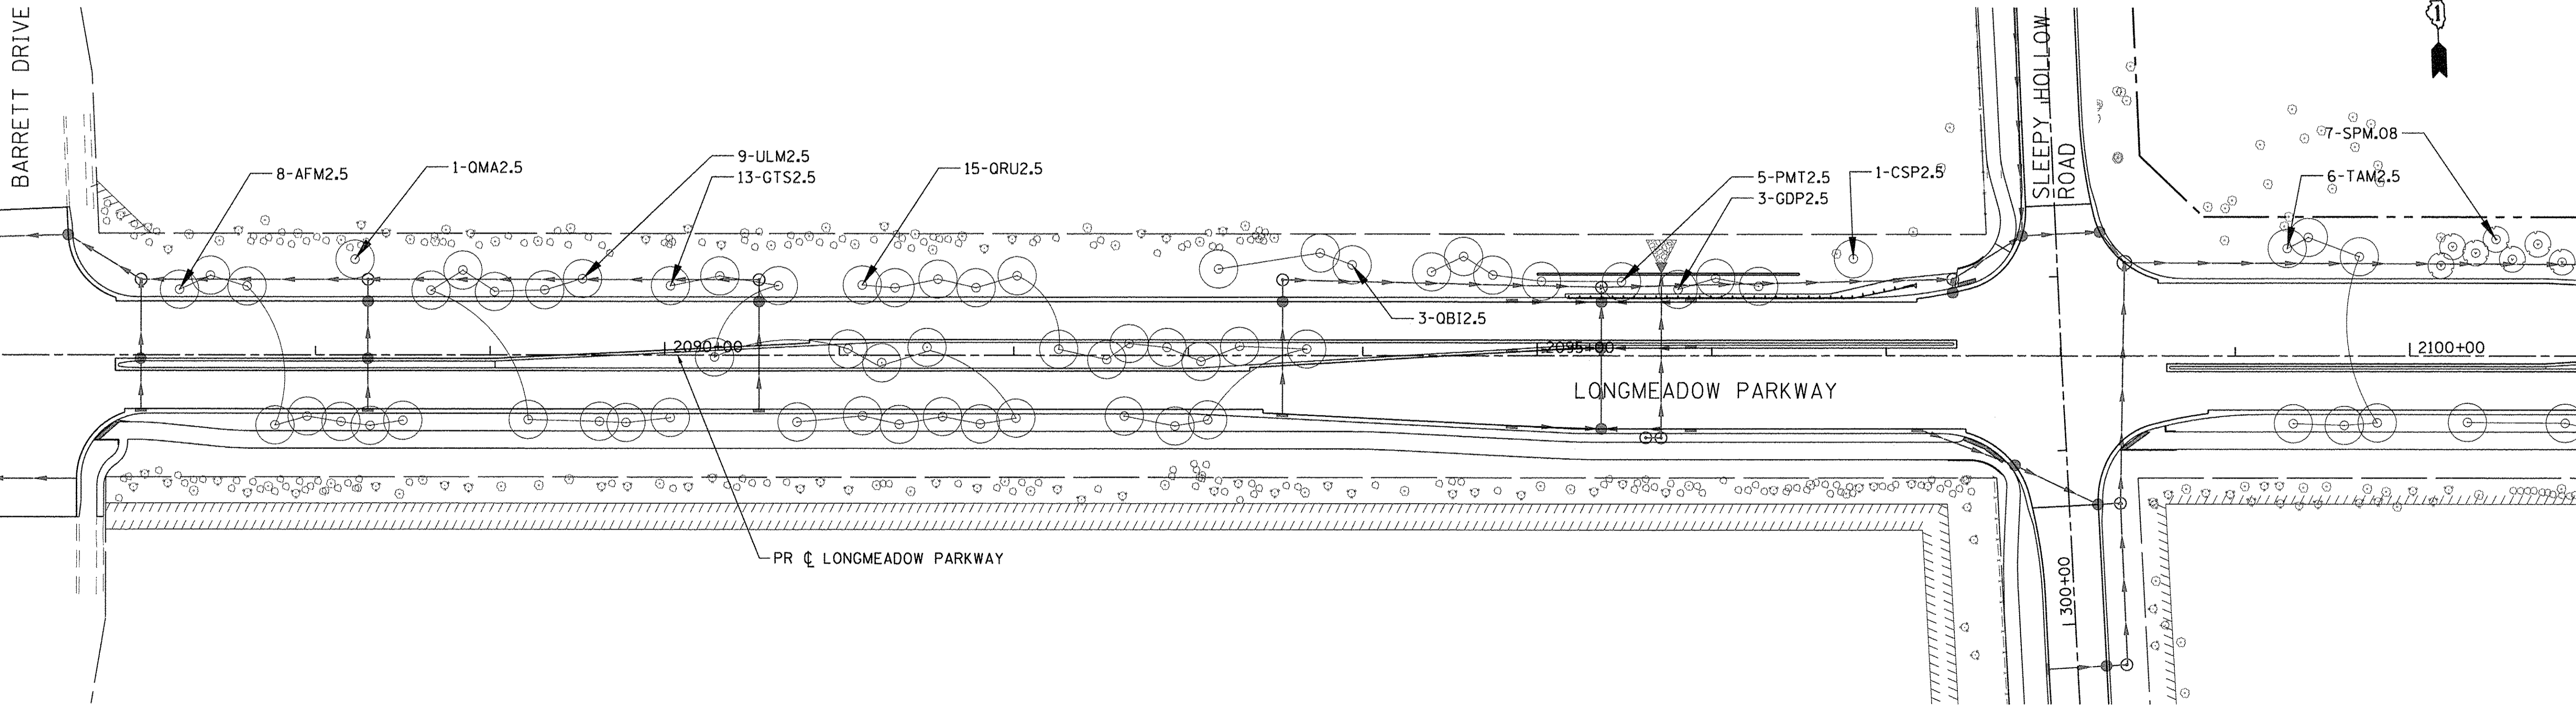 BARRETT DRIVE
8-AFM2.5
1-QMA2.5
9-ULM2.5
13-GTS2.5
15-QRU2.5
5-PMT2.5
3-GDP2.5
1-CSP2.5
3-QBI2.5
SLEEPY HOLLOW
ROAD
1
7-SPM.08
6-TAM2.5
2090+00
2095+00
2100+00
LONGMEADOW PARKWAY
PR ℄ LONGMEADOW PARKWAY
300+00